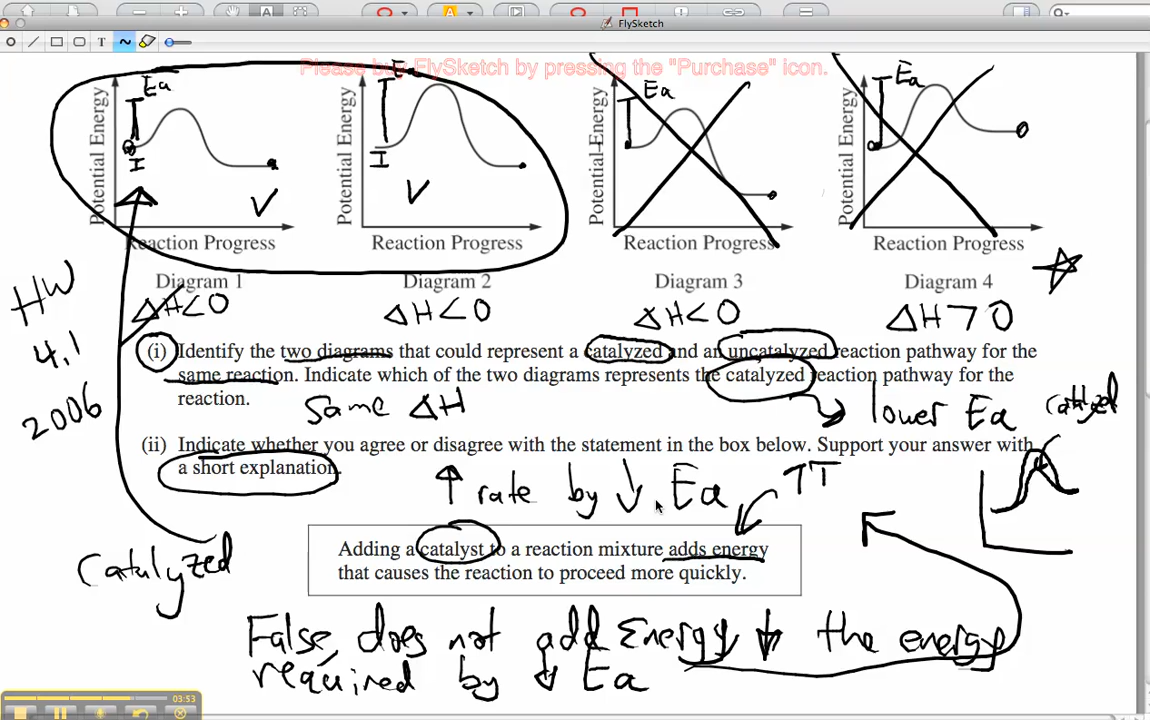 FlySketch
T A
Please buy FlySketch by pressing the "Purchase" icon.
Ea Ea Ea Ea
Potential Energy Potential Energy Potential Energy Potential Energy
Reaction Progress Reaction Progress Reaction Progress Reaction Progress
Diagram 1 Diagram 2 Diagram 3 Diagram 4
ΔH<0 ΔH<0 ΔH<0 ΔH>0
HW
4.1
2006
(i) Identify the two diagrams that could represent a catalyzed and an uncatalyzed reaction pathway for the
same reaction. Indicate which of the two diagrams represents the catalyzed reaction pathway for the
reaction.
same ΔH
lower Ea
catalyzed
(ii) Indicate whether you agree or disagree with the statement in the box below. Support your answer with
a short explanation.
↑ rate by ↓ Ea
Adding a catalyst to a reaction mixture adds energy
that causes the reaction to proceed more quickly.
Catalyzed
False, does not add Energy, ↓ the energy
required by ↓ Ea
03:53